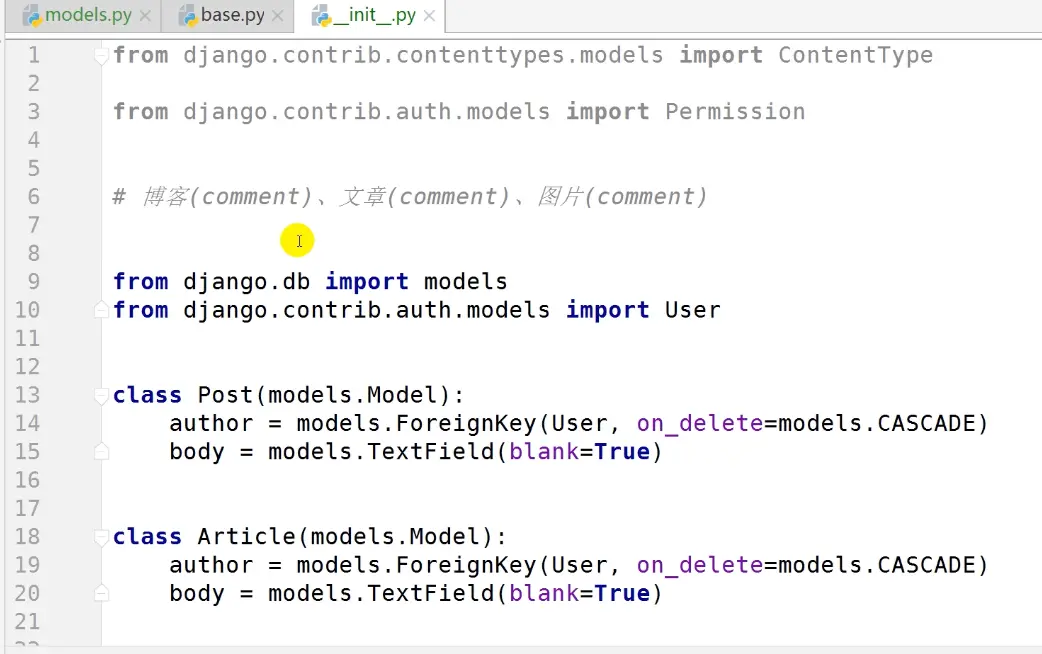 models.py base.py __init__.py
1 from django.contrib.contenttypes.models import ContentType
2
3 from django.contrib.auth.models import Permission
4
5
6 # 博客(comment)、文章(comment)、图片(comment)
7
8
9 from django.db import models
10 from django.contrib.auth.models import User
11
12
13 class Post(models.Model):
14     author = models.ForeignKey(User, on_delete=models.CASCADE)
15     body = models.TextField(blank=True)
16
17
18 class Article(models.Model):
19     author = models.ForeignKey(User, on_delete=models.CASCADE)
20     body = models.TextField(blank=True)
21